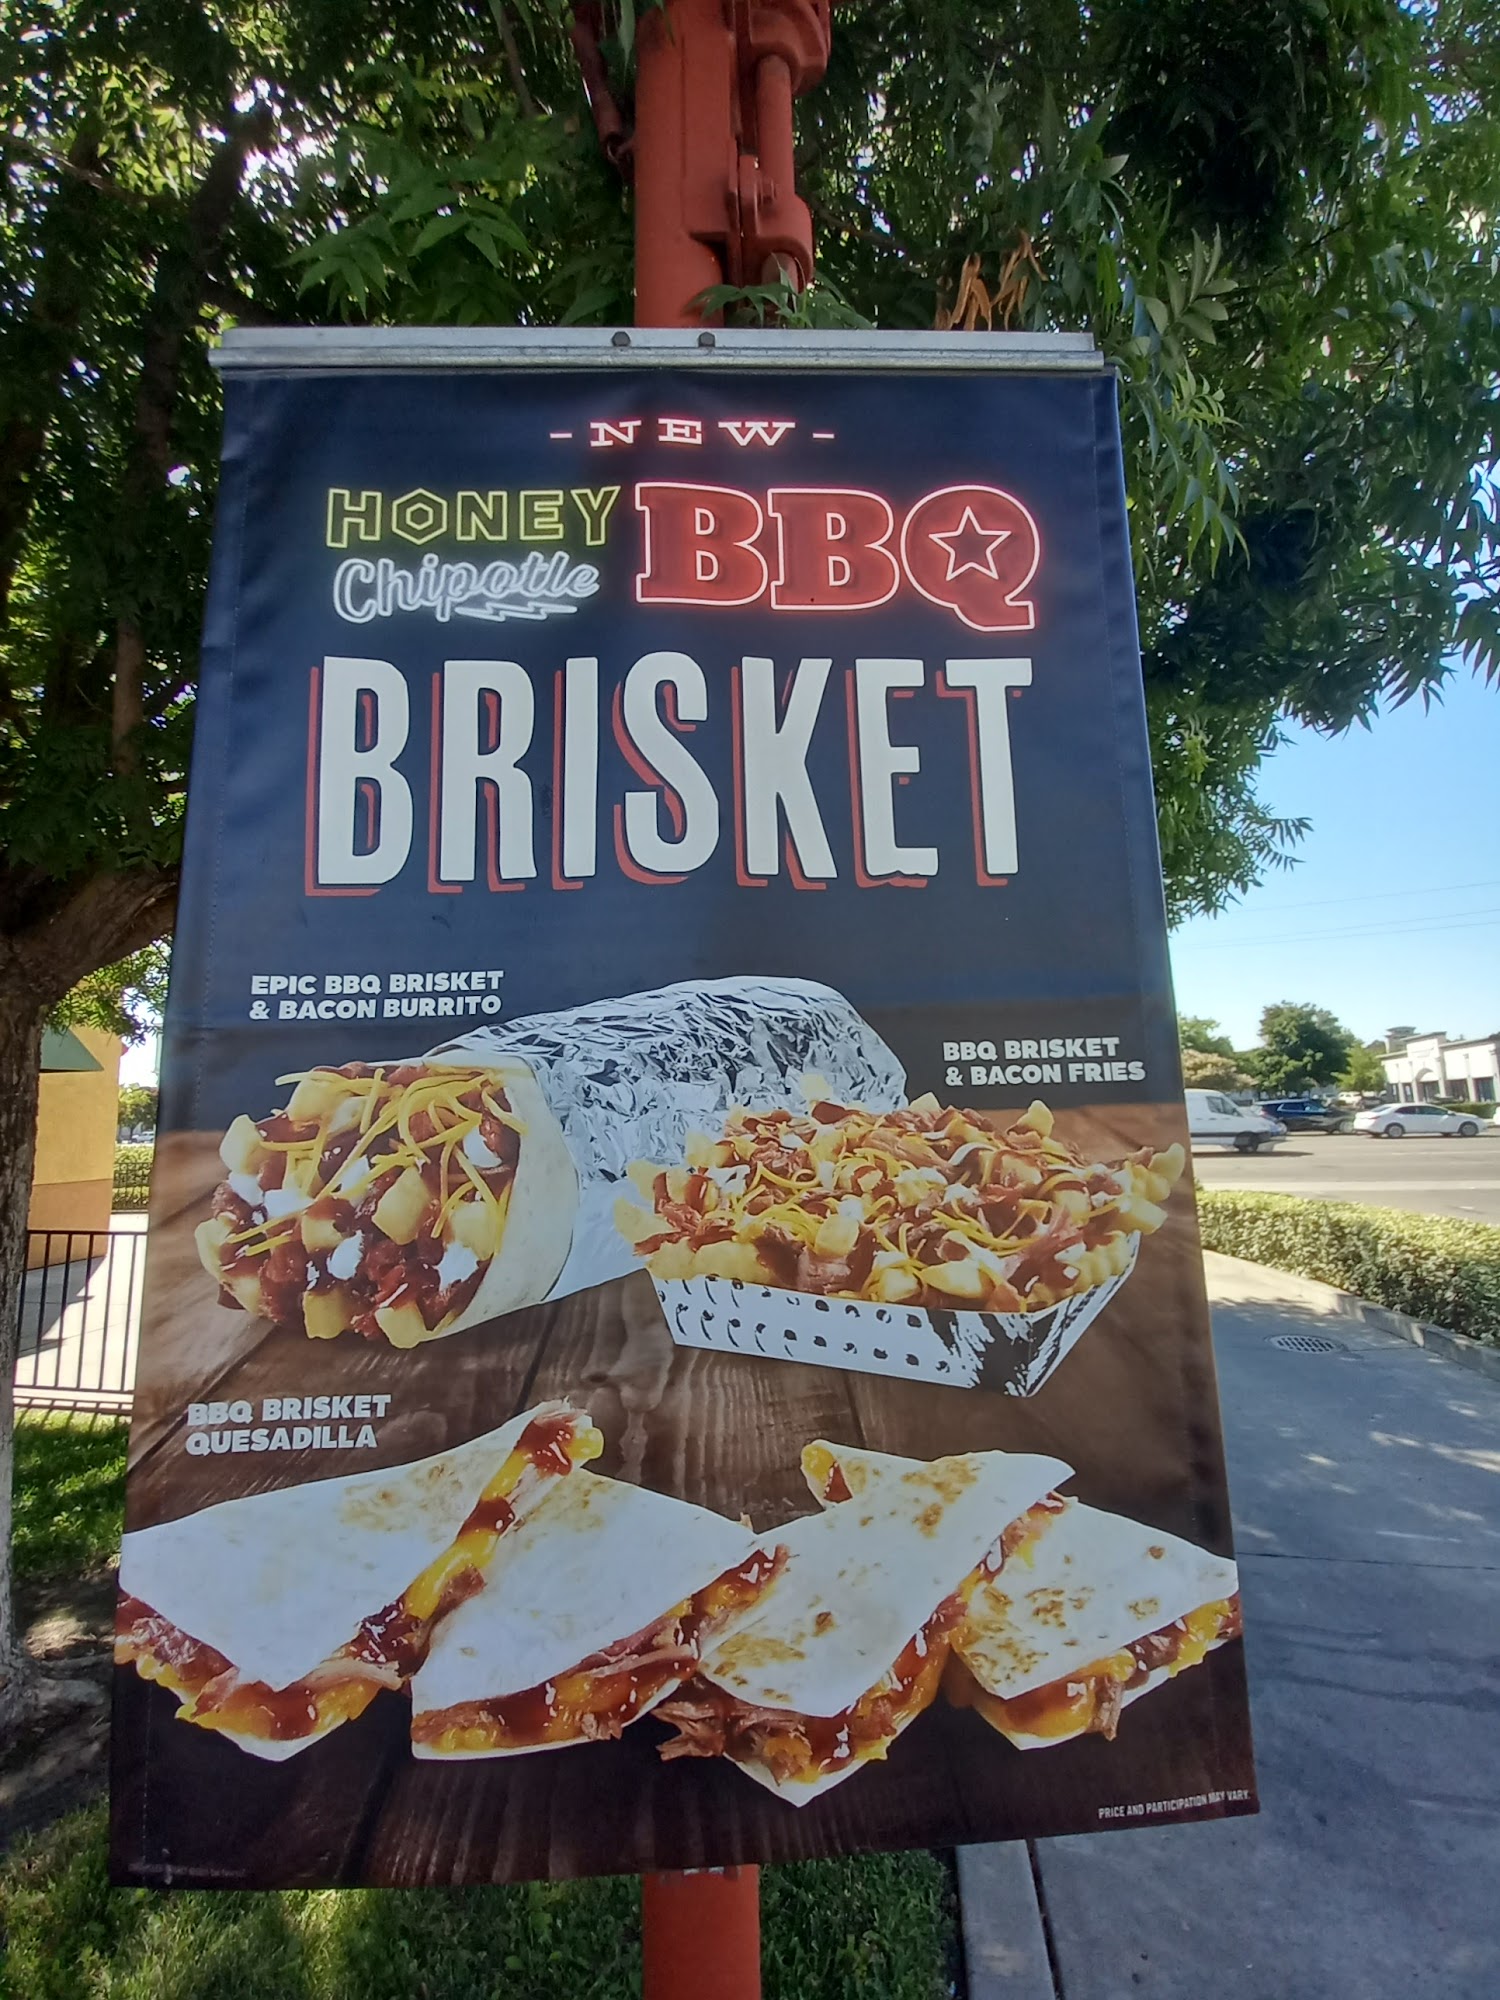 - NEW -
HONEY BBQ
Chipotle
BRISKET
EPIC BBQ BRISKET
& BACON BURRITO
BBQ BRISKET
& BACON FRIES
BBQ BRISKET
QUESADILLA
PRICE AND PARTICIPATION MAY VARY.